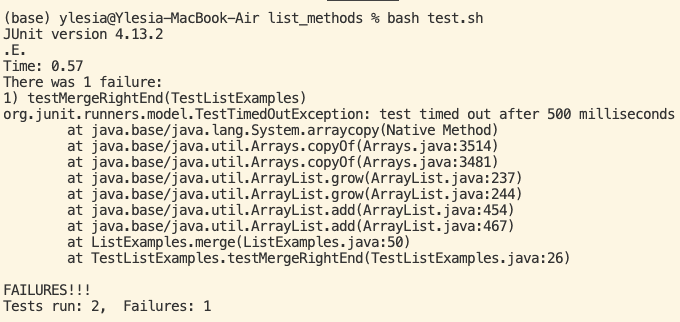 (base) ylesia@Ylesia-MacBook-Air list_methods % bash test.sh
JUnit version 4.13.2
.E.
Time: 0.57
There was 1 failure:
1) testMergeRightEnd(TestListExamples)
org.junit.runners.model.TestTimedOutException: test timed out after 500 milliseconds
        at java.base/java.lang.System.arraycopy(Native Method)
        at java.base/java.util.Arrays.copyOf(Arrays.java:3514)
        at java.base/java.util.Arrays.copyOf(Arrays.java:3481)
        at java.base/java.util.ArrayList.grow(ArrayList.java:237)
        at java.base/java.util.ArrayList.grow(ArrayList.java:244)
        at java.base/java.util.ArrayList.add(ArrayList.java:454)
        at java.base/java.util.ArrayList.add(ArrayList.java:467)
        at ListExamples.merge(ListExamples.java:50)
        at TestListExamples.testMergeRightEnd(TestListExamples.java:26)

FAILURES!!!
Tests run: 2,  Failures: 1